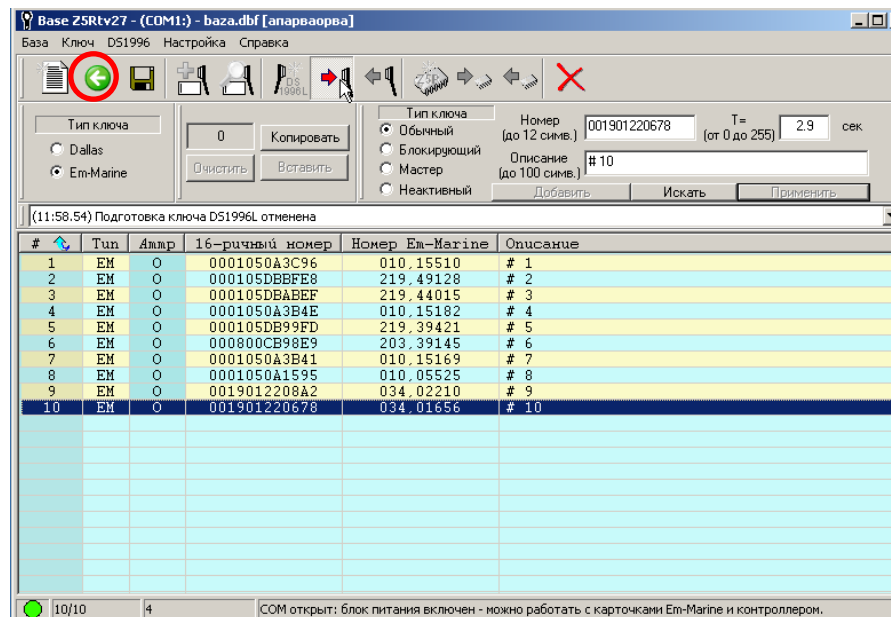 Base Z5Rtv27 - (COM1:) - baza.dbf [апарваорва]
База Ключ DS1996 Настройка Справка
DS
1996L
Z5R
Тип ключа
Dallas
Em-Marine
0
Копировать
Очистить
Вставить
Тип ключа
Обычный
Блокирующий
Мастер
Неактивный
Номер
(до 12 симв.)
001901220678
T=
(от 0 до 255)
2.9
сек
Описание
(до 100 симв.)
# 10
Добавить
Искать
Применить
(11:58.54) Подготовка ключа DS1996L отменена
# Тип Аттр 16-ричный номер Номер Em-Marine Описание
1 EM O 0001050A3C96 010,15510 # 1
2 EM O 000105DBBFE8 219,49128 # 2
3 EM O 000105DBABEF 219,44015 # 3
4 EM O 0001050A3B4E 010,15182 # 4
5 EM O 000105DB99FD 219,39421 # 5
6 EM O 000800CB98E9 203,39145 # 6
7 EM O 0001050A3B41 010,15169 # 7
8 EM O 0001050A1595 010,05525 # 8
9 EM O 0019012208A2 034,02210 # 9
10 EM O 001901220678 034,01656 # 10
10/10 4 COM открыт: блок питания включен - можно работать с карточками Em-Marine и контроллером.